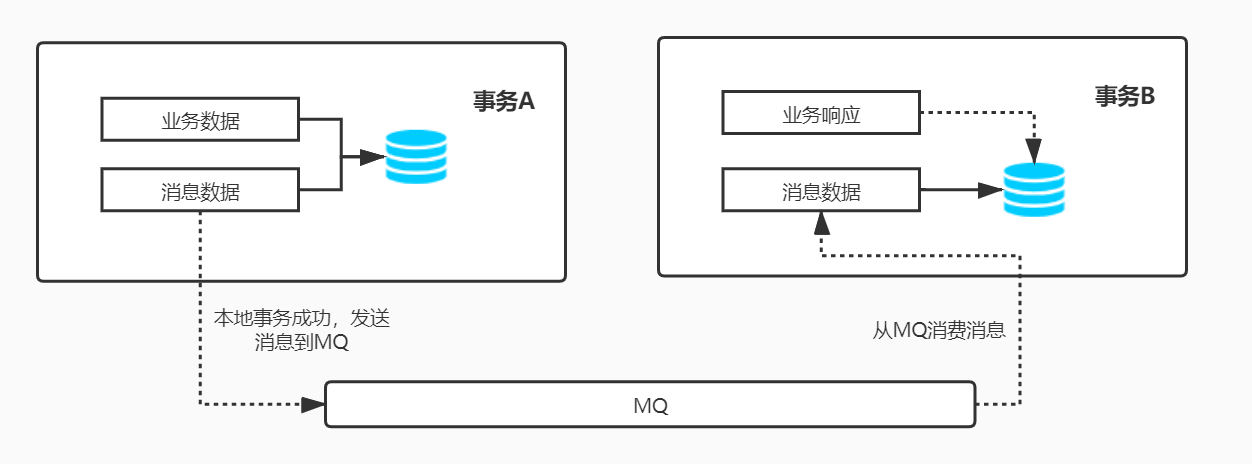 事务A
业务数据
消息数据
事务B
业务响应
消息数据
本地事务成功，发送
消息到MQ
从MQ消费消息
MQ